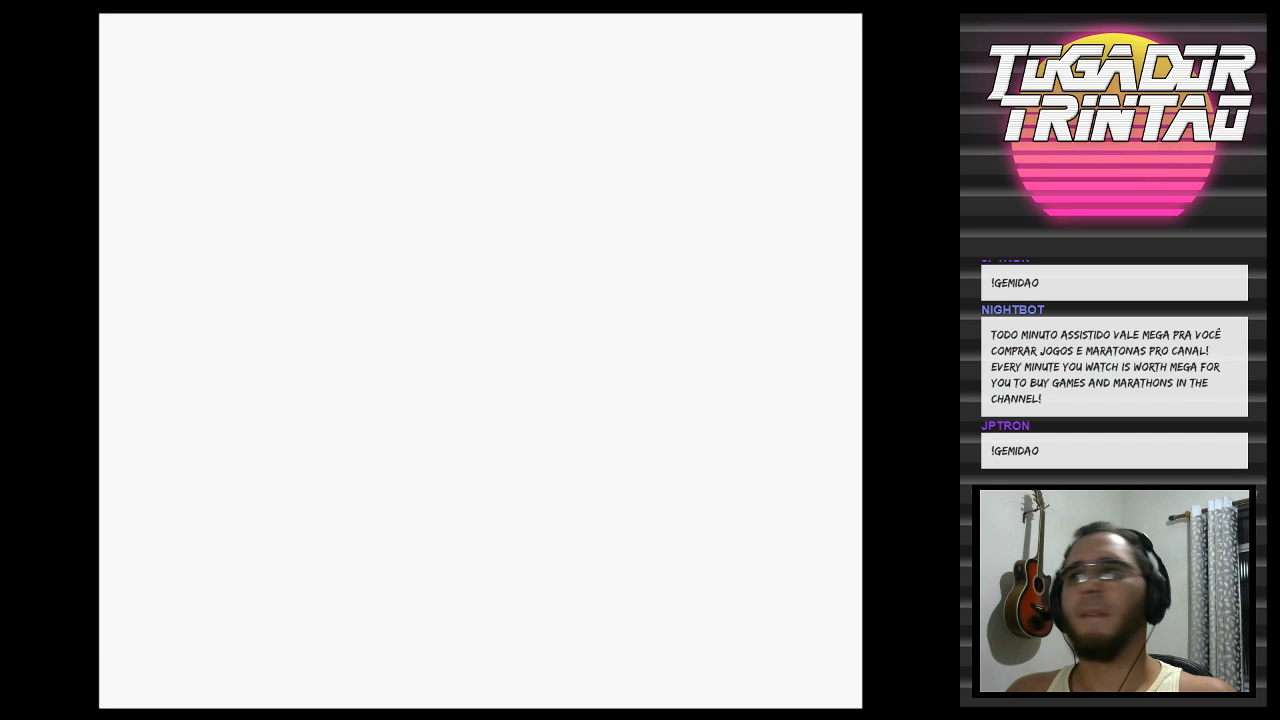 JOGADOR
TRINTAO
!GEMIDAO
NIGHTBOT
TODO MINUTO ASSISTIDO VALE MEGA PRA VOCÊ
COMPRAR JOGOS E MARATONAS PRO CANAL!
EVERY MINUTE YOU WATCH IS WORTH MEGA FOR
YOU TO BUY GAMES AND MARATHONS IN THE
CHANNEL!
JPTRON
!GEMIDAO